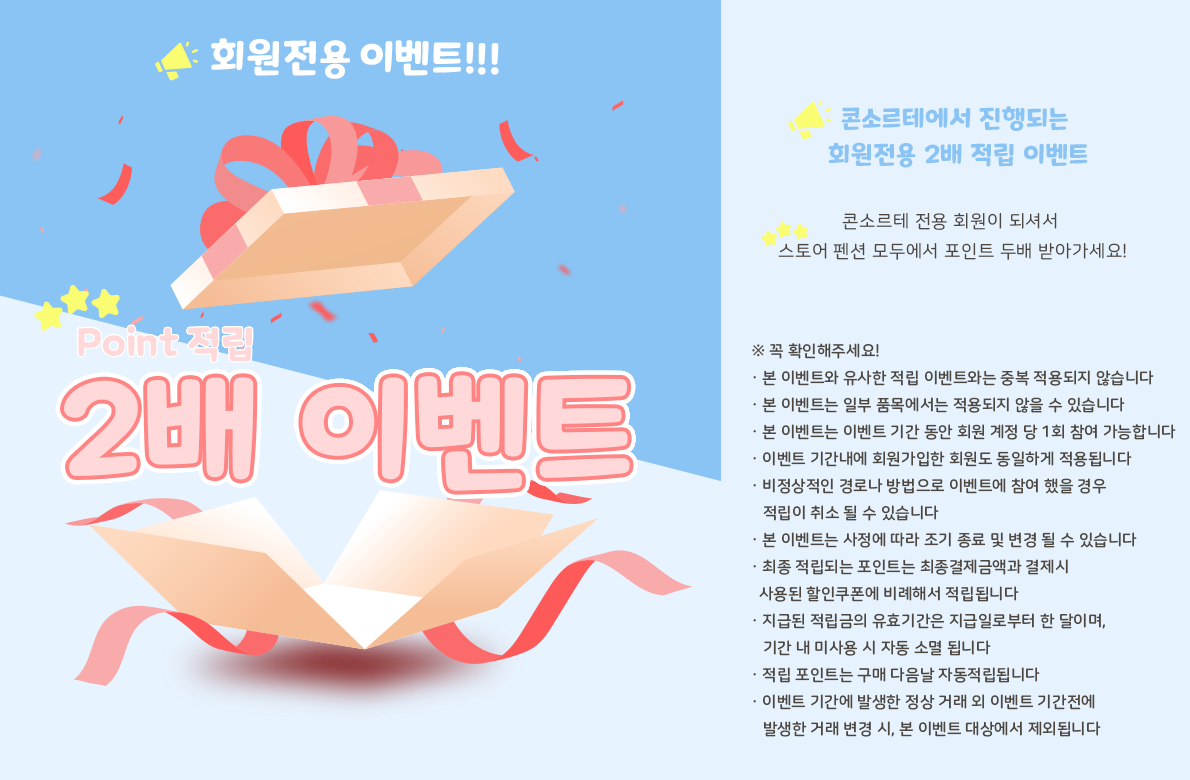 회원전용 이벤트!!!
Point 적립
2배 이벤트
콘소르테에서 진행되는
회원전용 2배 적립 이벤트
콘소르테 전용 회원이 되셔서
스토어 펜션 모두에서 포인트 두배 받아가세요!
※ 꼭 확인해주세요!
· 본 이벤트와 유사한 적립 이벤트와는 중복 적용되지 않습니다
· 본 이벤트는 일부 품목에서는 적용되지 않을 수 있습니다
· 본 이벤트는 이벤트 기간 동안 회원 계정 당 1회 참여 가능합니다
· 이벤트 기간내에 회원가입한 회원도 동일하게 적용됩니다
· 비정상적인 경로나 방법으로 이벤트에 참여 했을 경우
적립이 취소 될 수 있습니다
· 본 이벤트는 사정에 따라 조기 종료 및 변경 될 수 있습니다
· 최종 적립되는 포인트는 최종결제금액과 결제시
사용된 할인쿠폰에 비례해서 적립됩니다
· 지급된 적립금의 유효기간은 지급일로부터 한 달이며,
기간 내 미사용 시 자동 소멸 됩니다
· 적립 포인트는 구매 다음날 자동적립됩니다
· 이벤트 기간에 발생한 정상 거래 외 이벤트 기간전에
발생한 거래 변경 시, 본 이벤트 대상에서 제외됩니다